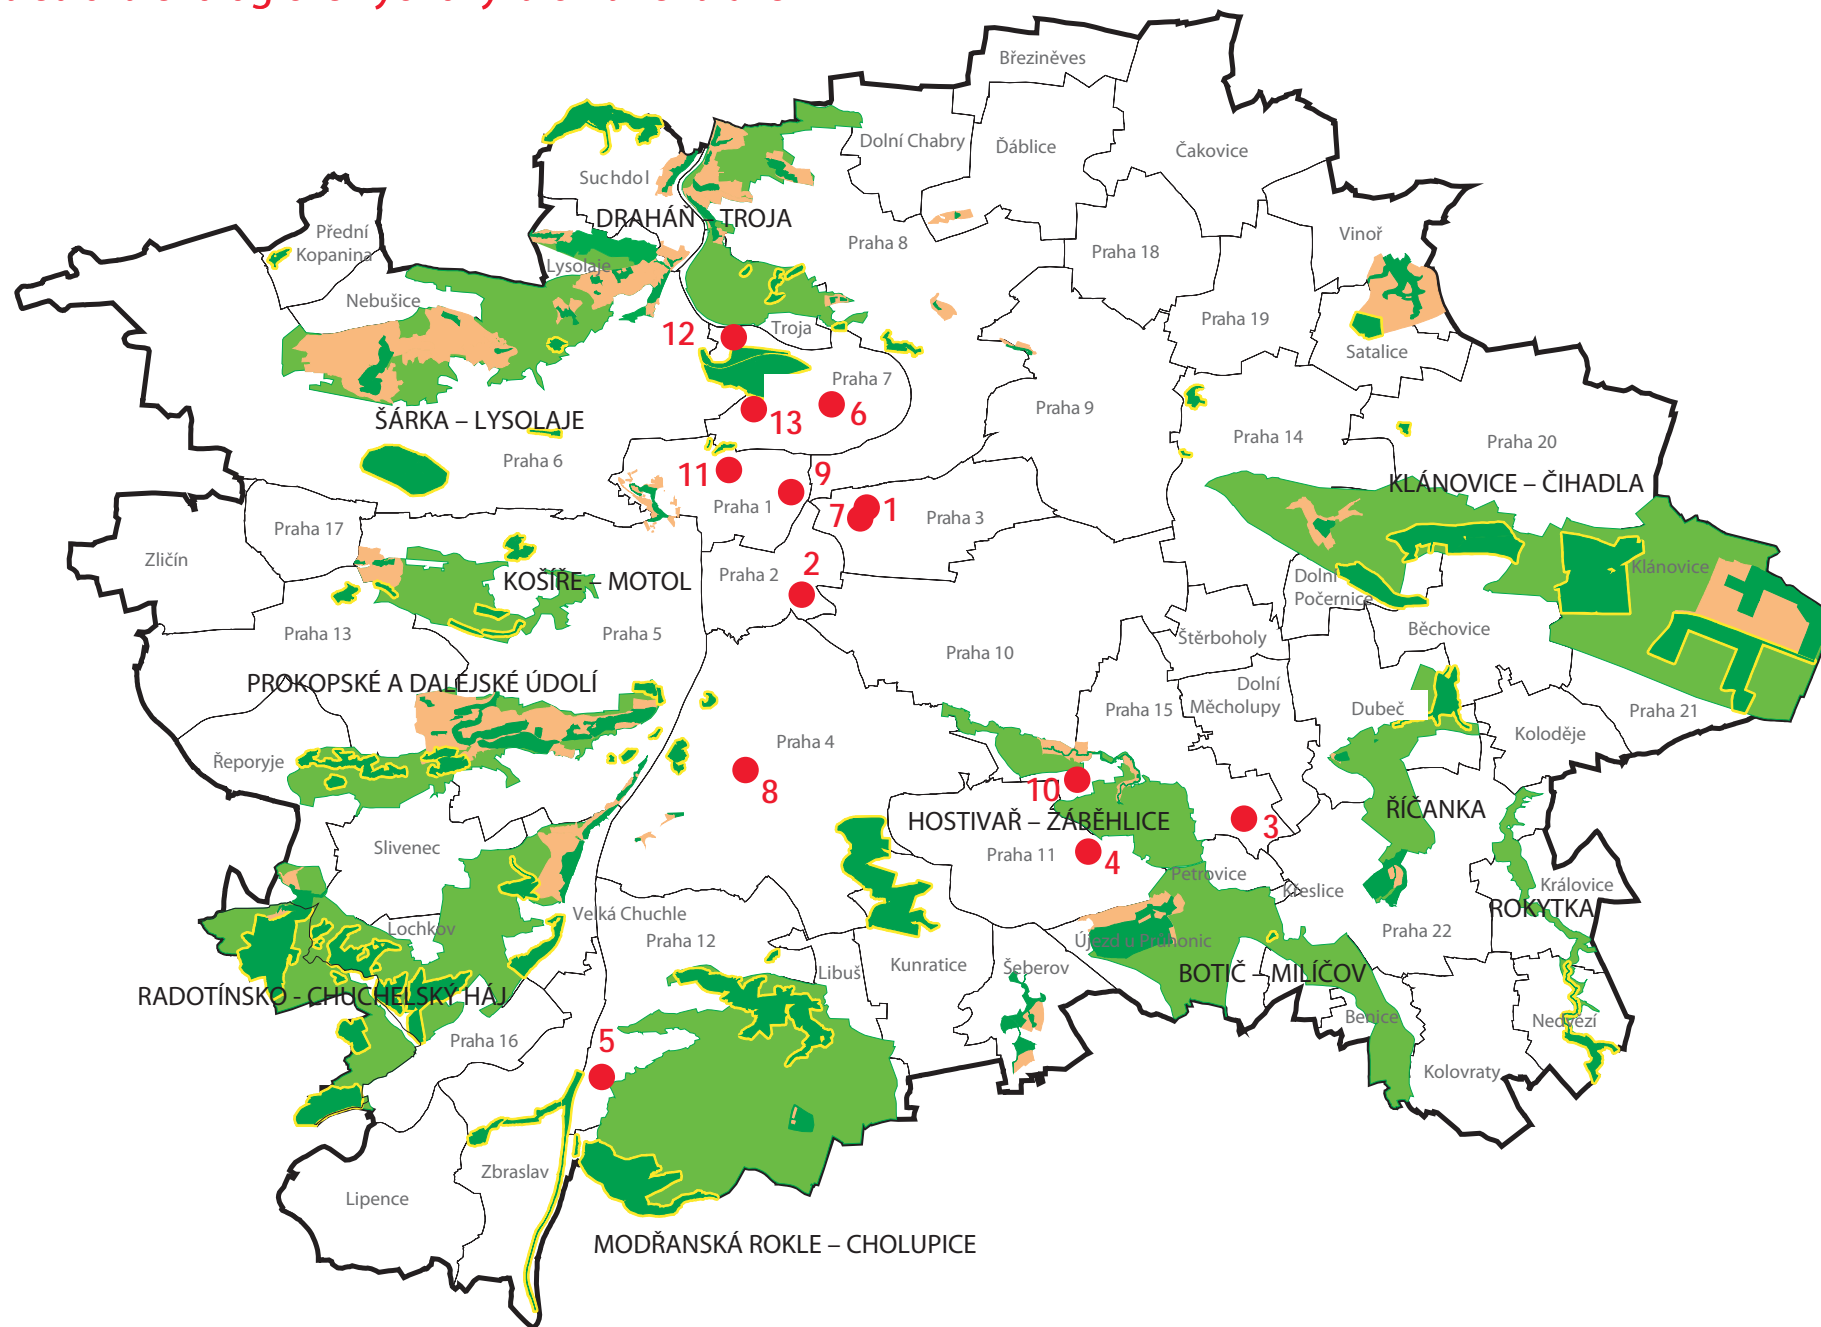 Březiněves
Dolní Chabry
Ďáblice
Čakovice
Suchdol
DRAHÁŇ – TROJA
Přední
Kopanina
Praha 8
Praha 18
Vinoř
Lysolaje
Nebušice
12
Troja
Praha 19
Satalice
Praha 7
ŠÁRKA – LYSOLAJE
13
6
Praha 9
Praha 14
Praha 20
Praha 6
11
9
KLÁNOVICE – ČIHADLA
Praha 1
7
1
Praha 3
Praha 17
Zličín
KOŠÍŘE – MOTOL
Praha 2
2
Dolní
Počernice
Klánovice
Praha 13
Praha 5
Štěrboholy
Běchovice
Praha 10
PROKOPSKÉ A DALEJSKÉ ÚDOLÍ
Dolní
Měcholupy
Praha 15
Dubeč
Praha 21
Koloděje
Řeporyje
Praha 4
8
10
HOSTIVAŘ – ZÁBĚHLICE
3
ŘÍČANKA
Slivenec
Praha 11
4
Petrovice
Křeslice
Královice
ROKYTKA
Velká Chuchle
Lochkov
Praha 12
Újezd u Průhonic
Praha 22
Libuš
Kunratice
Šeberov
BOTIČ – MILÍČOV
RADOTÍNSKO - CHUCHELSKÝ HÁJ
Benice
Nedvězí
Praha 16
5
Kolovraty
Zbraslav
Lipence
MODŘANSKÁ ROKLE – CHOLUPICE